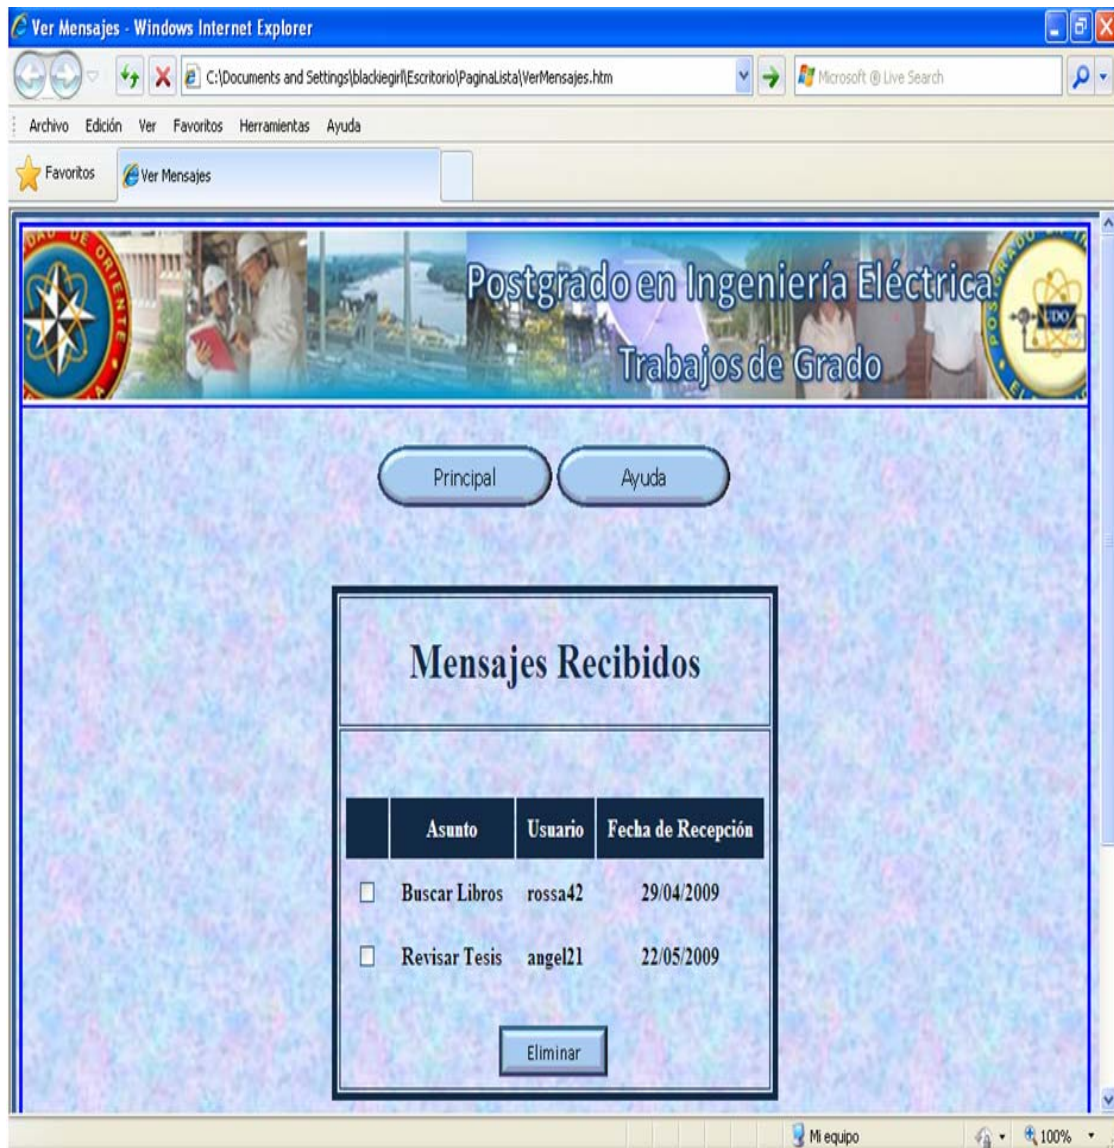 Ver Mensajes - Windows Internet Explorer
C:\Documents and Settings\blackiegirl\Escritorio\PaginaLista\VerMensajes.htm
Microsoft ® Live Search
Archivo Edición Ver Favoritos Herramientas Ayuda
Favoritos
Ver Mensajes
DE ORIENTE
Postgrado en Ingeniería Eléctrica
Trabajos de Grado
UDO
Principal
Ayuda
Mensajes Recibidos
Asunto Usuario Fecha de Recepción
Buscar Libros rossa42 29/04/2009
Revisar Tesis angel21 22/05/2009
Eliminar
Mi equipo
100%